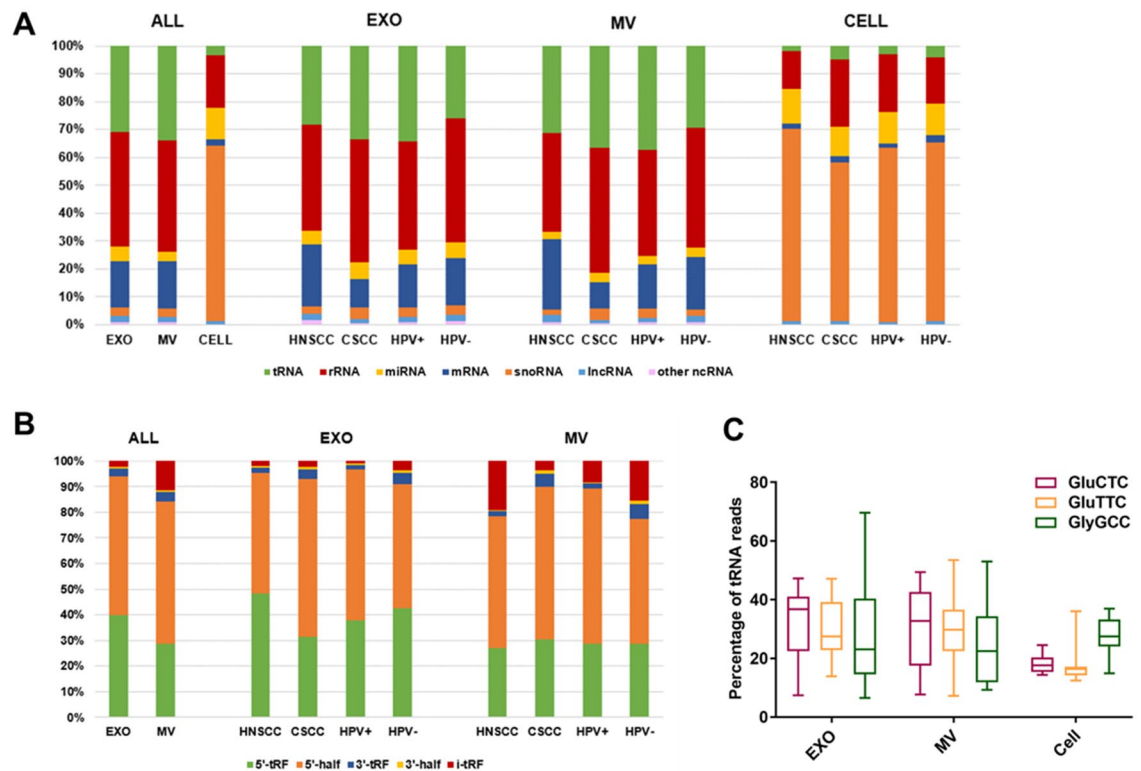 A
ALL EXO MV CELL
100%
90%
80%
70%
60%
50%
40%
30%
20%
10%
0%
EXO MV CELL HNSCC CSCC HPV+ HPV- HNSCC CSCC HPV+ HPV- HNSCC CSCC HPV+ HPV-
tRNA rRNA miRNA mRNA snoRNA lncRNA other ncRNA
B
ALL EXO MV
100%
90%
80%
70%
60%
50%
40%
30%
20%
10%
0%
EXO MV HNSCC CSCC HPV+ HPV- HNSCC CSCC HPV+ HPV-
5'-tRF 5'-half 3'-tRF 3'-half i-tRF
C
Percentage of tRNA reads
80
60
40
20
0
GluCTC
GluTTC
GlyGCC
EXO MV Cell